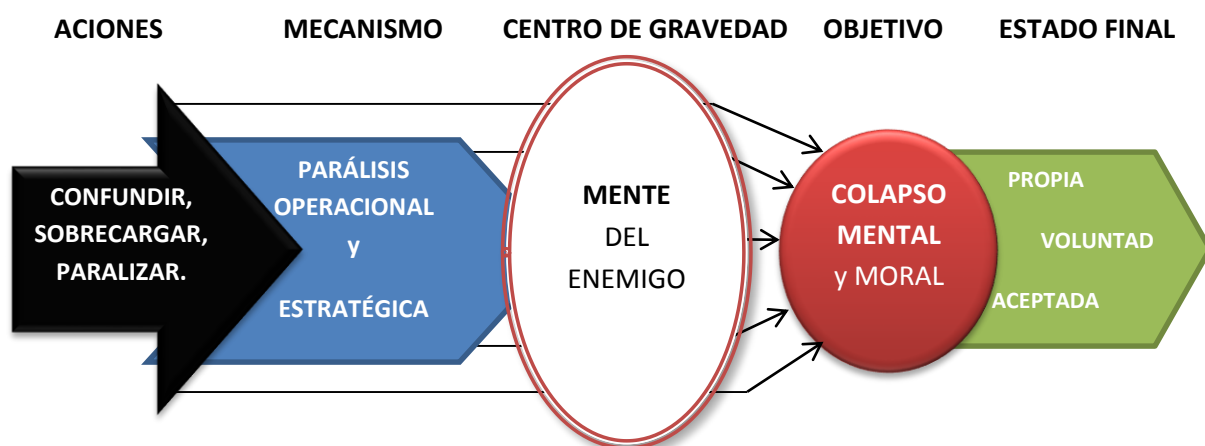 ACIONES
MECANISMO
CENTRO DE GRAVEDAD
OBJETIVO
ESTADO FINAL
CONFUNDIR,
SOBRECARGAR,
PARALIZAR.
PARÁLISIS
OPERACIONAL
y
ESTRATÉGICA
MENTE
DEL
ENEMIGO
COLAPSO
MENTAL
y MORAL
PROPIA
VOLUNTAD
ACEPTADA